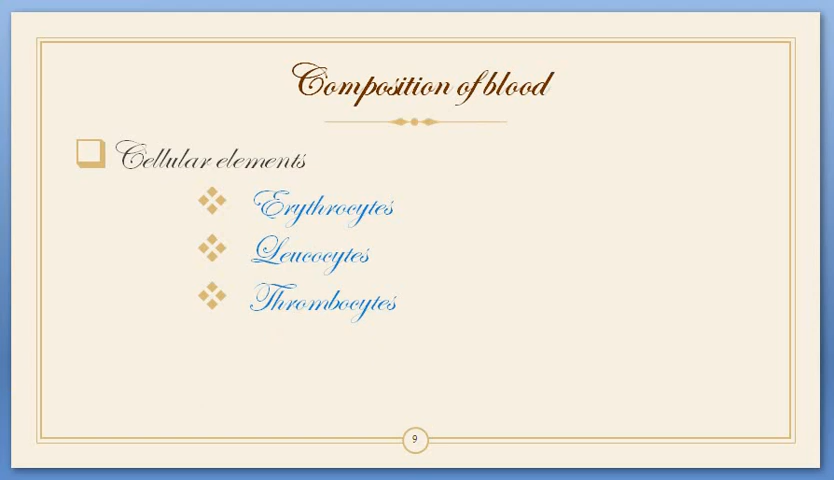 Composition of blood
Cellular elements
Erythrocytes
Leucocytes
Thrombocytes
9